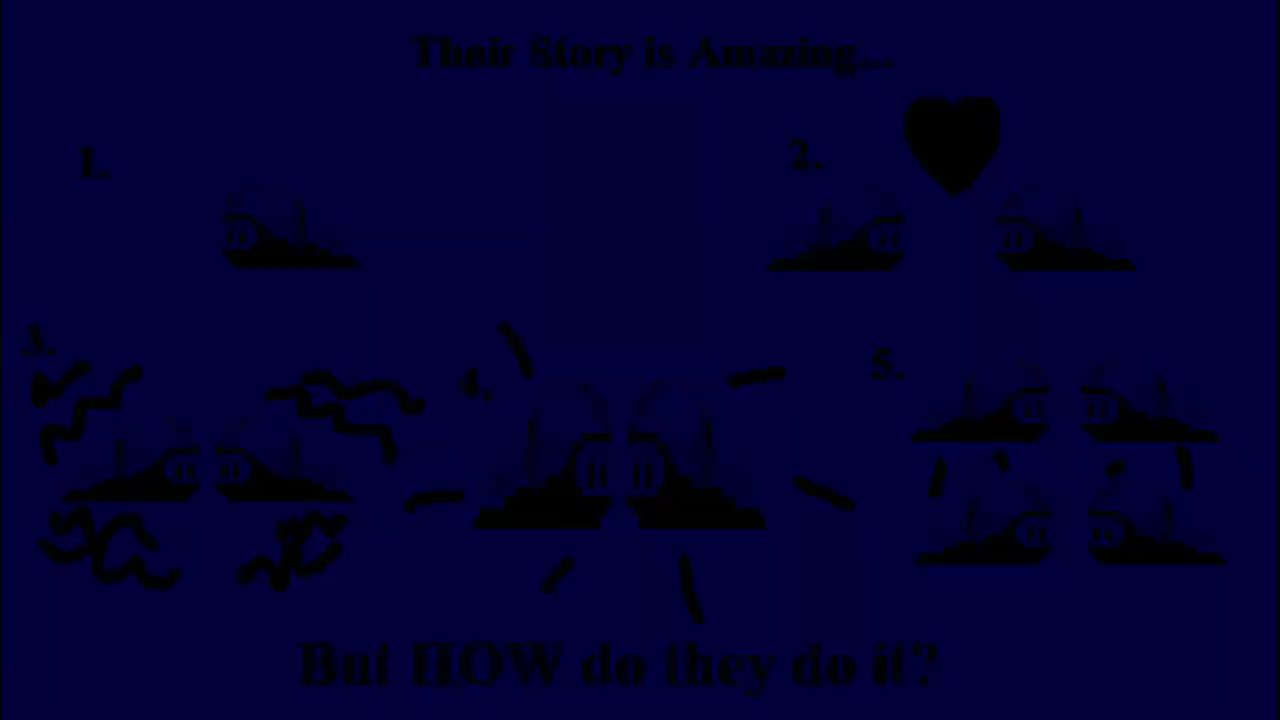 Their Story is Amazing...
1.
2.
3.
4.
5.
But HOW do they do it?